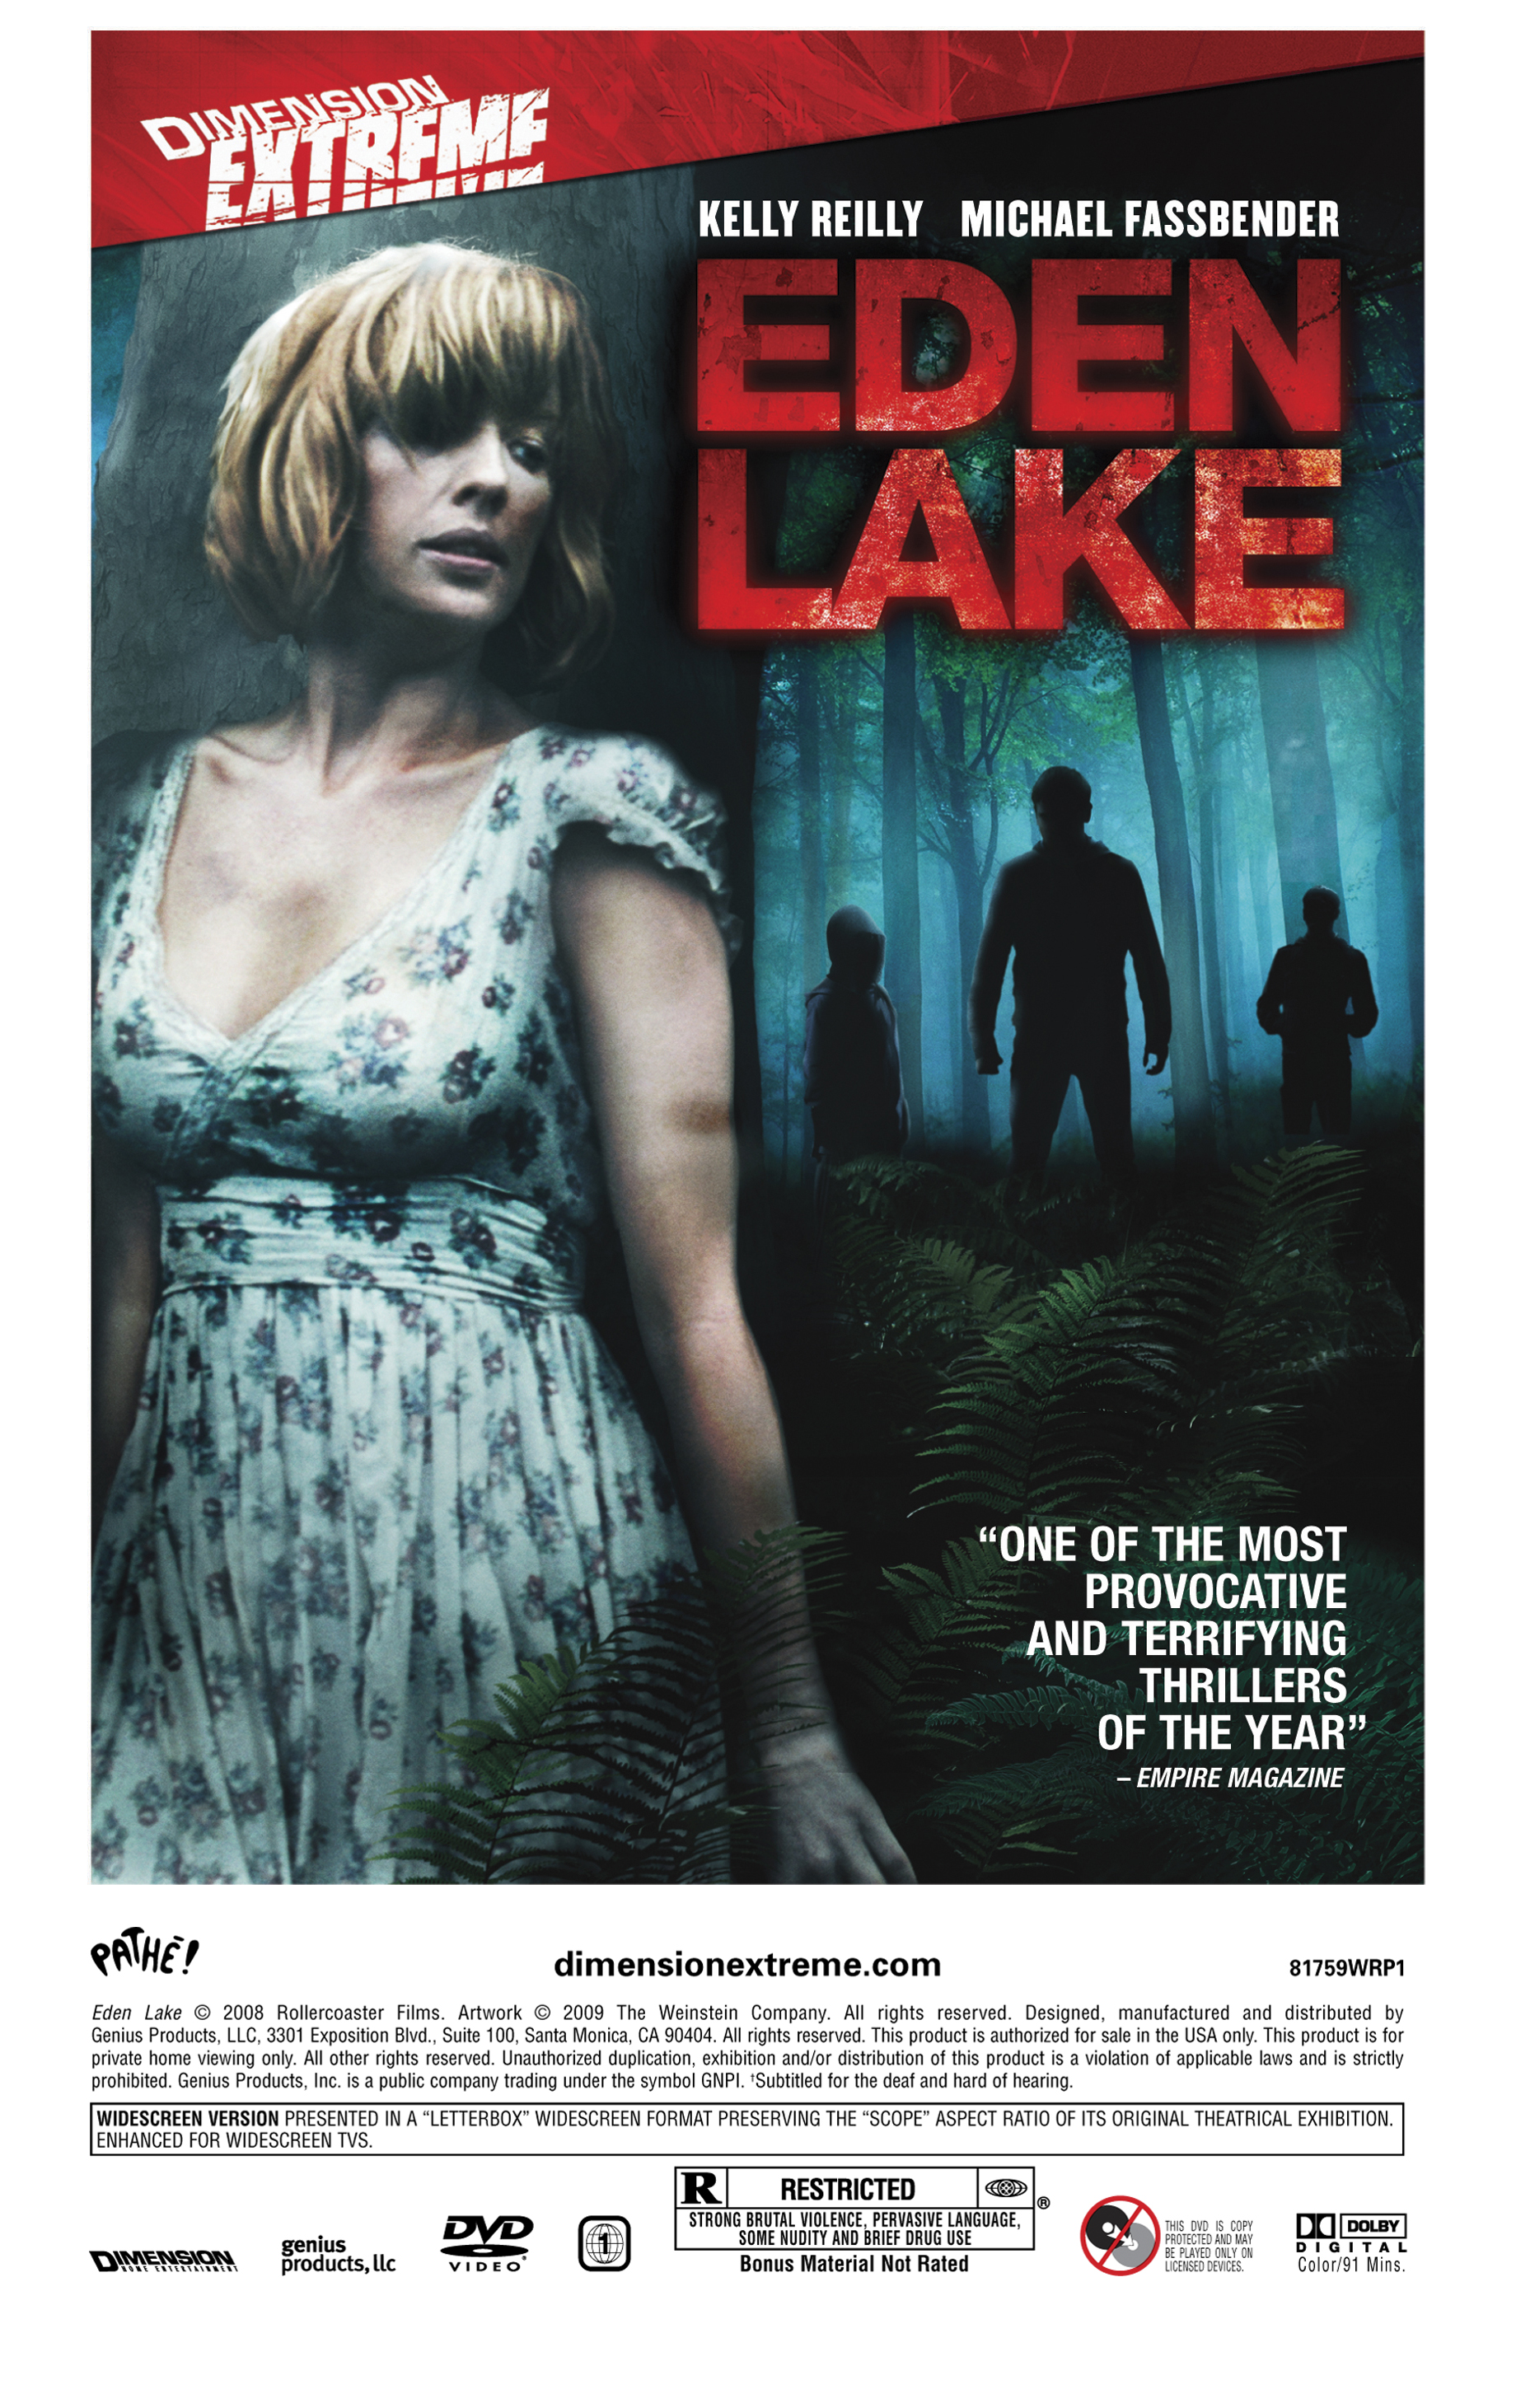 DIMENSION
EXTREME
KELLY REILLY MICHAEL FASSBENDER
EDEN
LAKE
“ONE OF THE MOST
PROVOCATIVE
AND TERRIFYING
THRILLERS
OF THE YEAR”
– EMPIRE MAGAZINE
PATHÉ!
dimensionextreme.com
81759WRP1
Eden Lake © 2008 Rollercoaster Films. Artwork © 2009 The Weinstein Company. All rights reserved. Designed, manufactured and distributed by
Genius Products, LLC, 3301 Exposition Blvd., Suite 100, Santa Monica, CA 90404. All rights reserved. This product is authorized for sale in the USA only. This product is for
private home viewing only. All other rights reserved. Unauthorized duplication, exhibition and/or distribution of this product is a violation of applicable laws and is strictly
prohibited. Genius Products, Inc. is a public company trading under the symbol GNPI. †Subtitled for the deaf and hard of hearing.
WIDESCREEN VERSION PRESENTED IN A “LETTERBOX” WIDESCREEN FORMAT PRESERVING THE “SCOPE” ASPECT RATIO OF ITS ORIGINAL THEATRICAL EXHIBITION.
ENHANCED FOR WIDESCREEN TVS.
DIMENSION
HOME ENTERTAINMENT
genius
products, llc
DVD
VIDEO
1
R RESTRICTED ®
STRONG BRUTAL VIOLENCE, PERVASIVE LANGUAGE,
SOME NUDITY AND BRIEF DRUG USE
Bonus Material Not Rated
THIS DVD IS COPY
PROTECTED AND MAY
BE PLAYED ONLY ON
LICENSED DEVICES.
DOLBY
DIGITAL
Color/91 Mins.